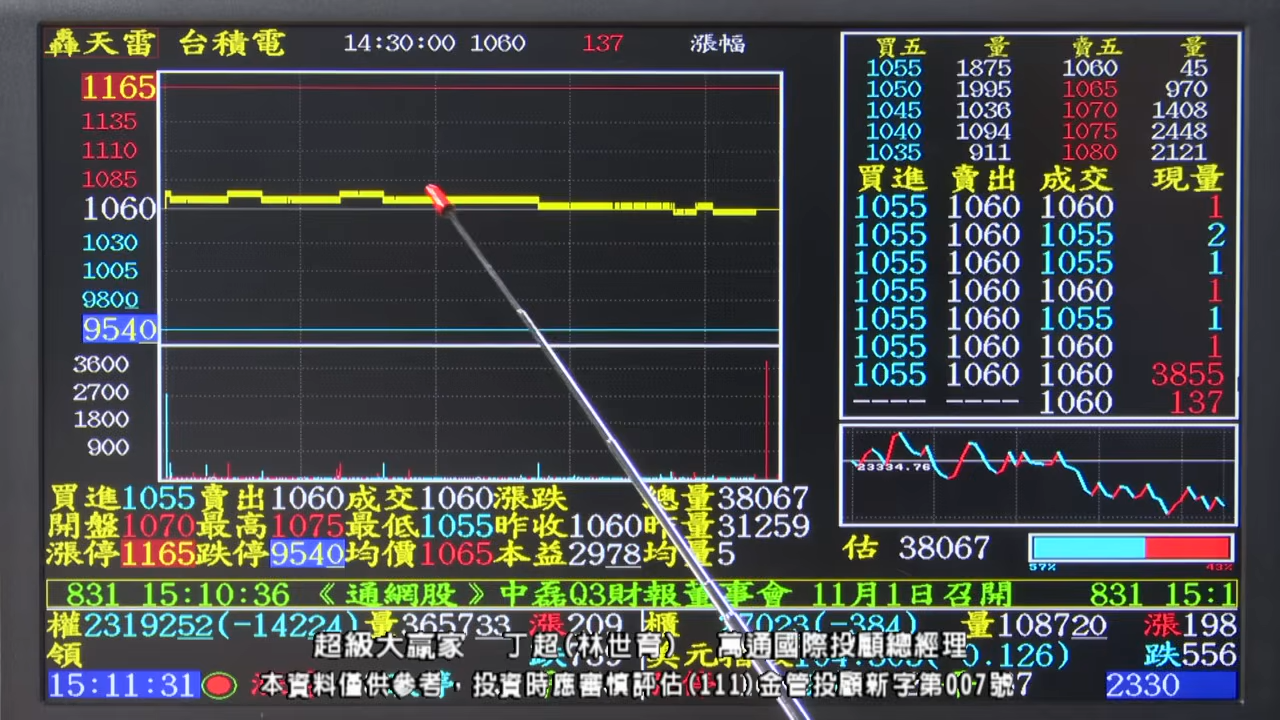 轟天雷 台積電 14:30:00 1060 137 漲幅
1165
1135
1110
1085
1060
1030
1005
9800
9540
3600
2700
1800
900
買五 量 賣五 量
1055 1875 1060 45
1050 1995 1065 970
1045 1036 1070 1408
1040 1094 1075 2448
1035 911 1080 2121
買進 賣出 成交 現量
1055 1060 1060 1
1055 1060 1055 2
1055 1060 1055 1
1055 1060 1060 1
1055 1060 1055 1
1055 1060 1060 1
1055 1060 1060 3855
---- ---- 1060 137
23334.76
買進1055賣出1060成交1060漲跌 總量38067
開盤1070最高1075最低1055昨收1060昨量31259
漲停1165跌停9540均價1065本益2978均量5
估 38067
57% 43%
831 15:10:36 《通網股》中磊Q3財報董事會 11月1日召開 831 15:1
權2319252(-14224)量365733 漲209 櫃 (-384) 量108720 漲198
領 跌556
超級大贏家 丁超(林世育) 萬通國際投顧總經理
15:11:31 2330
本資料僅供參考，投資時應審慎評估(111)金管投顧新字第007號